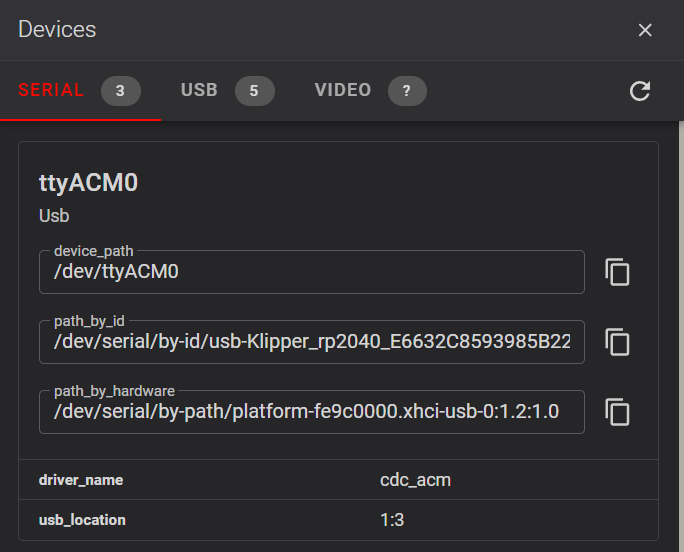 Devices
SERIAL 3 USB 5 VIDEO ?
ttyACM0
Usb
device_path
/dev/ttyACM0
path_by_id
/dev/serial/by-id/usb-Klipper_rp2040_E6632C8593985B22
path_by_hardware
/dev/serial/by-path/platform-fe9c0000.xhci-usb-0:1.2:1.0
driver_name cdc_acm
usb_location 1:3